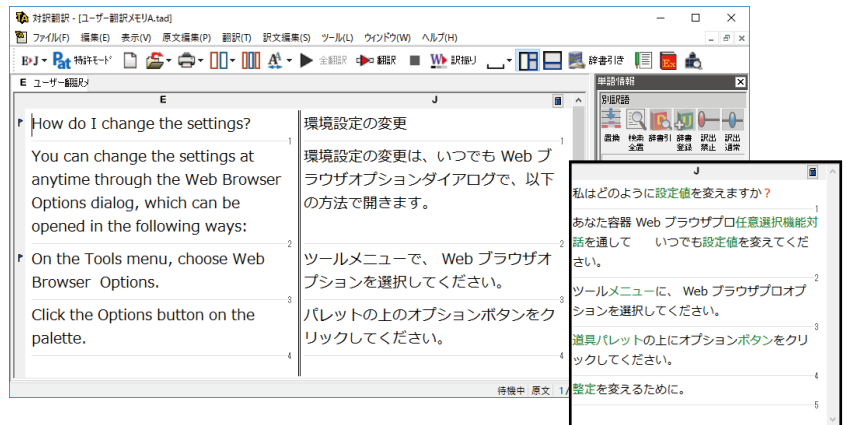 対訳翻訳 - [ユーザー翻訳メモリA.tad]
ファイル(F) 編集(E) 表示(V) 原文編集(P) 翻訳(T) 訳文編集(S) ツール(L) ウィンドウ(W) ヘルプ(H)
E›J Pat 特許モード 全翻訳 翻訳 訳振り 辞書引き
E ユーザー翻訳メ
単語情報
別訳語
置換 検索 辞書引 辞書 訳出 訳出
全置 登録 禁止 通常
E J
How do I change the settings?
環境設定の変更
1 1
You can change the settings at
anytime through the Web Browser
Options dialog, which can be
opened in the following ways:
環境設定の変更は、いつでも Web ブ
ラウザオプションダイアログで、以下
の方法で開きます。
2 2
On the Tools menu, choose Web
Browser Options.
ツールメニューで、 Web ブラウザオ
プションを選択してください。
3 3
Click the Options button on the
palette.
パレットの上のオプションボタンをク
リックしてください。
4 4
待機中 原文 1/
J
私はどのように設定値を変えますか？
1
あなた容器 Web ブラウザプロ任意選択機能対
話を通して いつでも設定値を変えてくだ
さい。
2
ツールメニューに、 Web ブラウザプロオプ
ションを選択してください。
3
道具パレットの上にオプションボタンをクリ
ックしてください。
4
整定を変えるために。
5